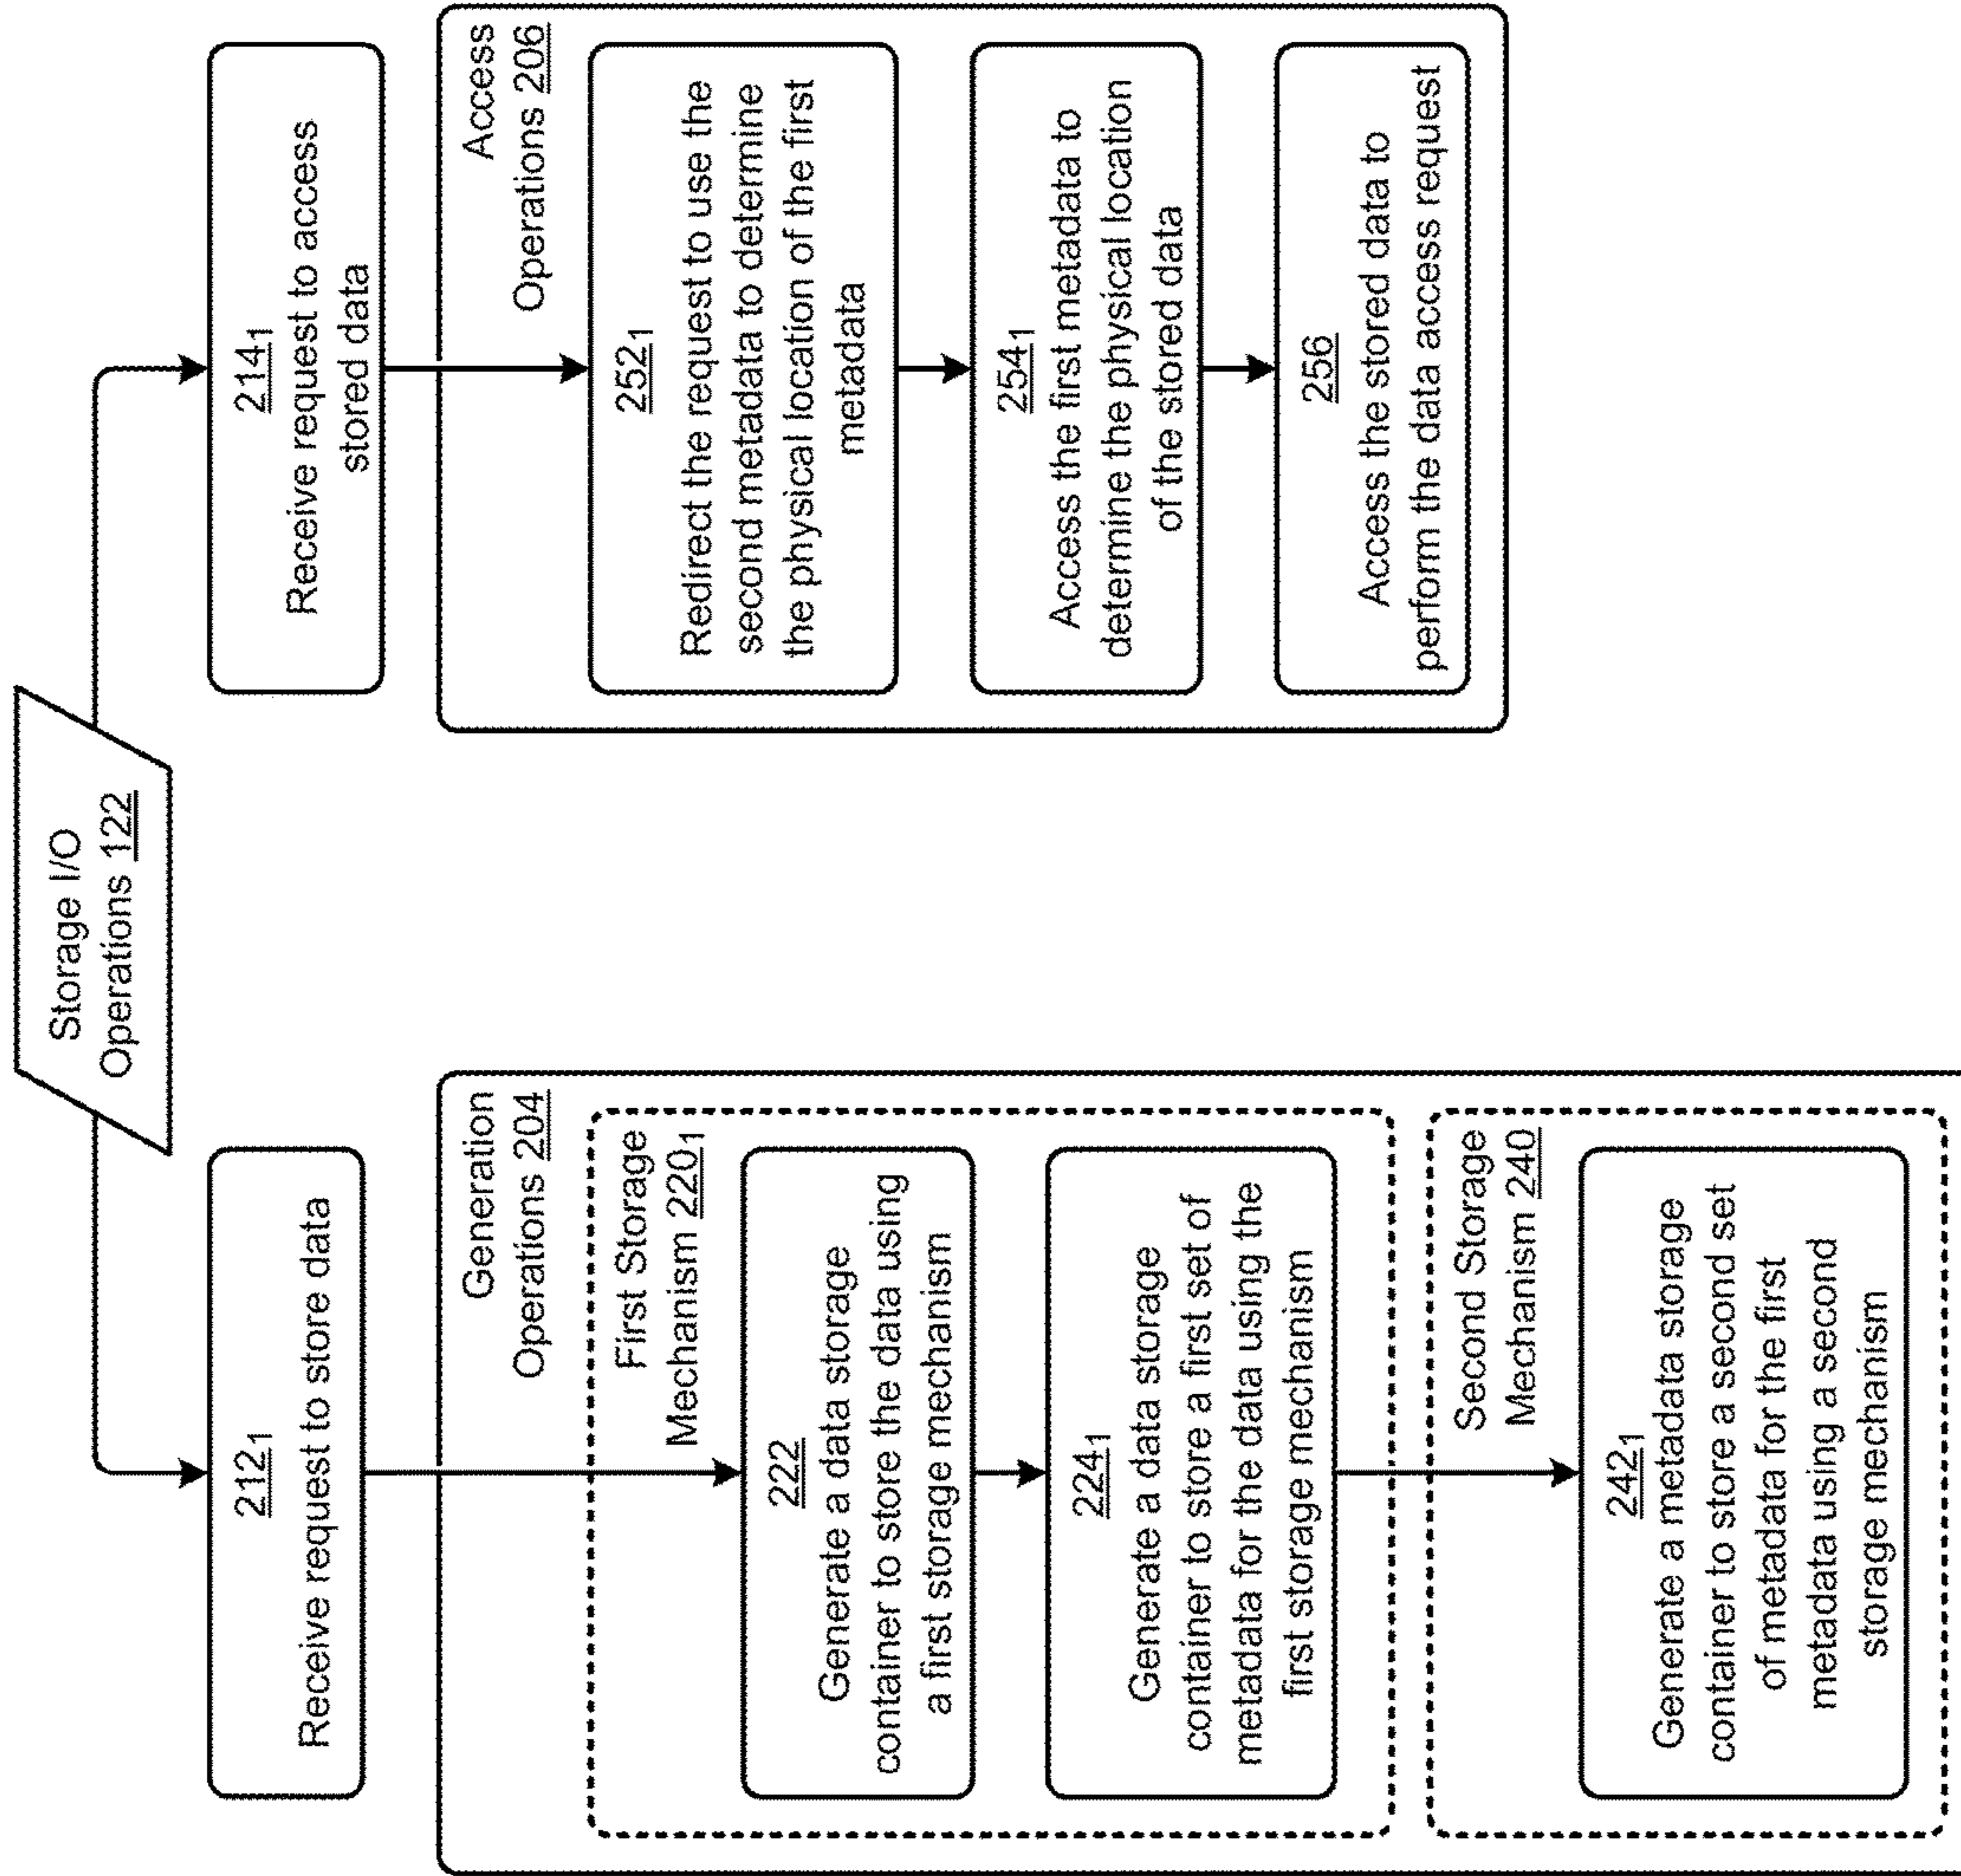 Storage I/O
Operations 122
212₁
Receive request to store data
Generation
Operations 204
First Storage
Mechanism 220₁
222
Generate a data storage
container to store the data using
a first storage mechanism
224₁
Generate a data storage
container to store a first set of
metadata for the data using the
first storage mechanism
Second Storage
Mechanism 240
242₁
Generate a metadata storage
container to store a second set
of metadata for the first
metadata using a second
storage mechanism
214₁
Receive request to access
stored data
Access
Operations 206
252₁
Redirect the request to use the
second metadata to determine
the physical location of the first
metadata
254₁
Access the first metadata to
determine the physical location
of the stored data
256
Access the stored data to
perform the data access request